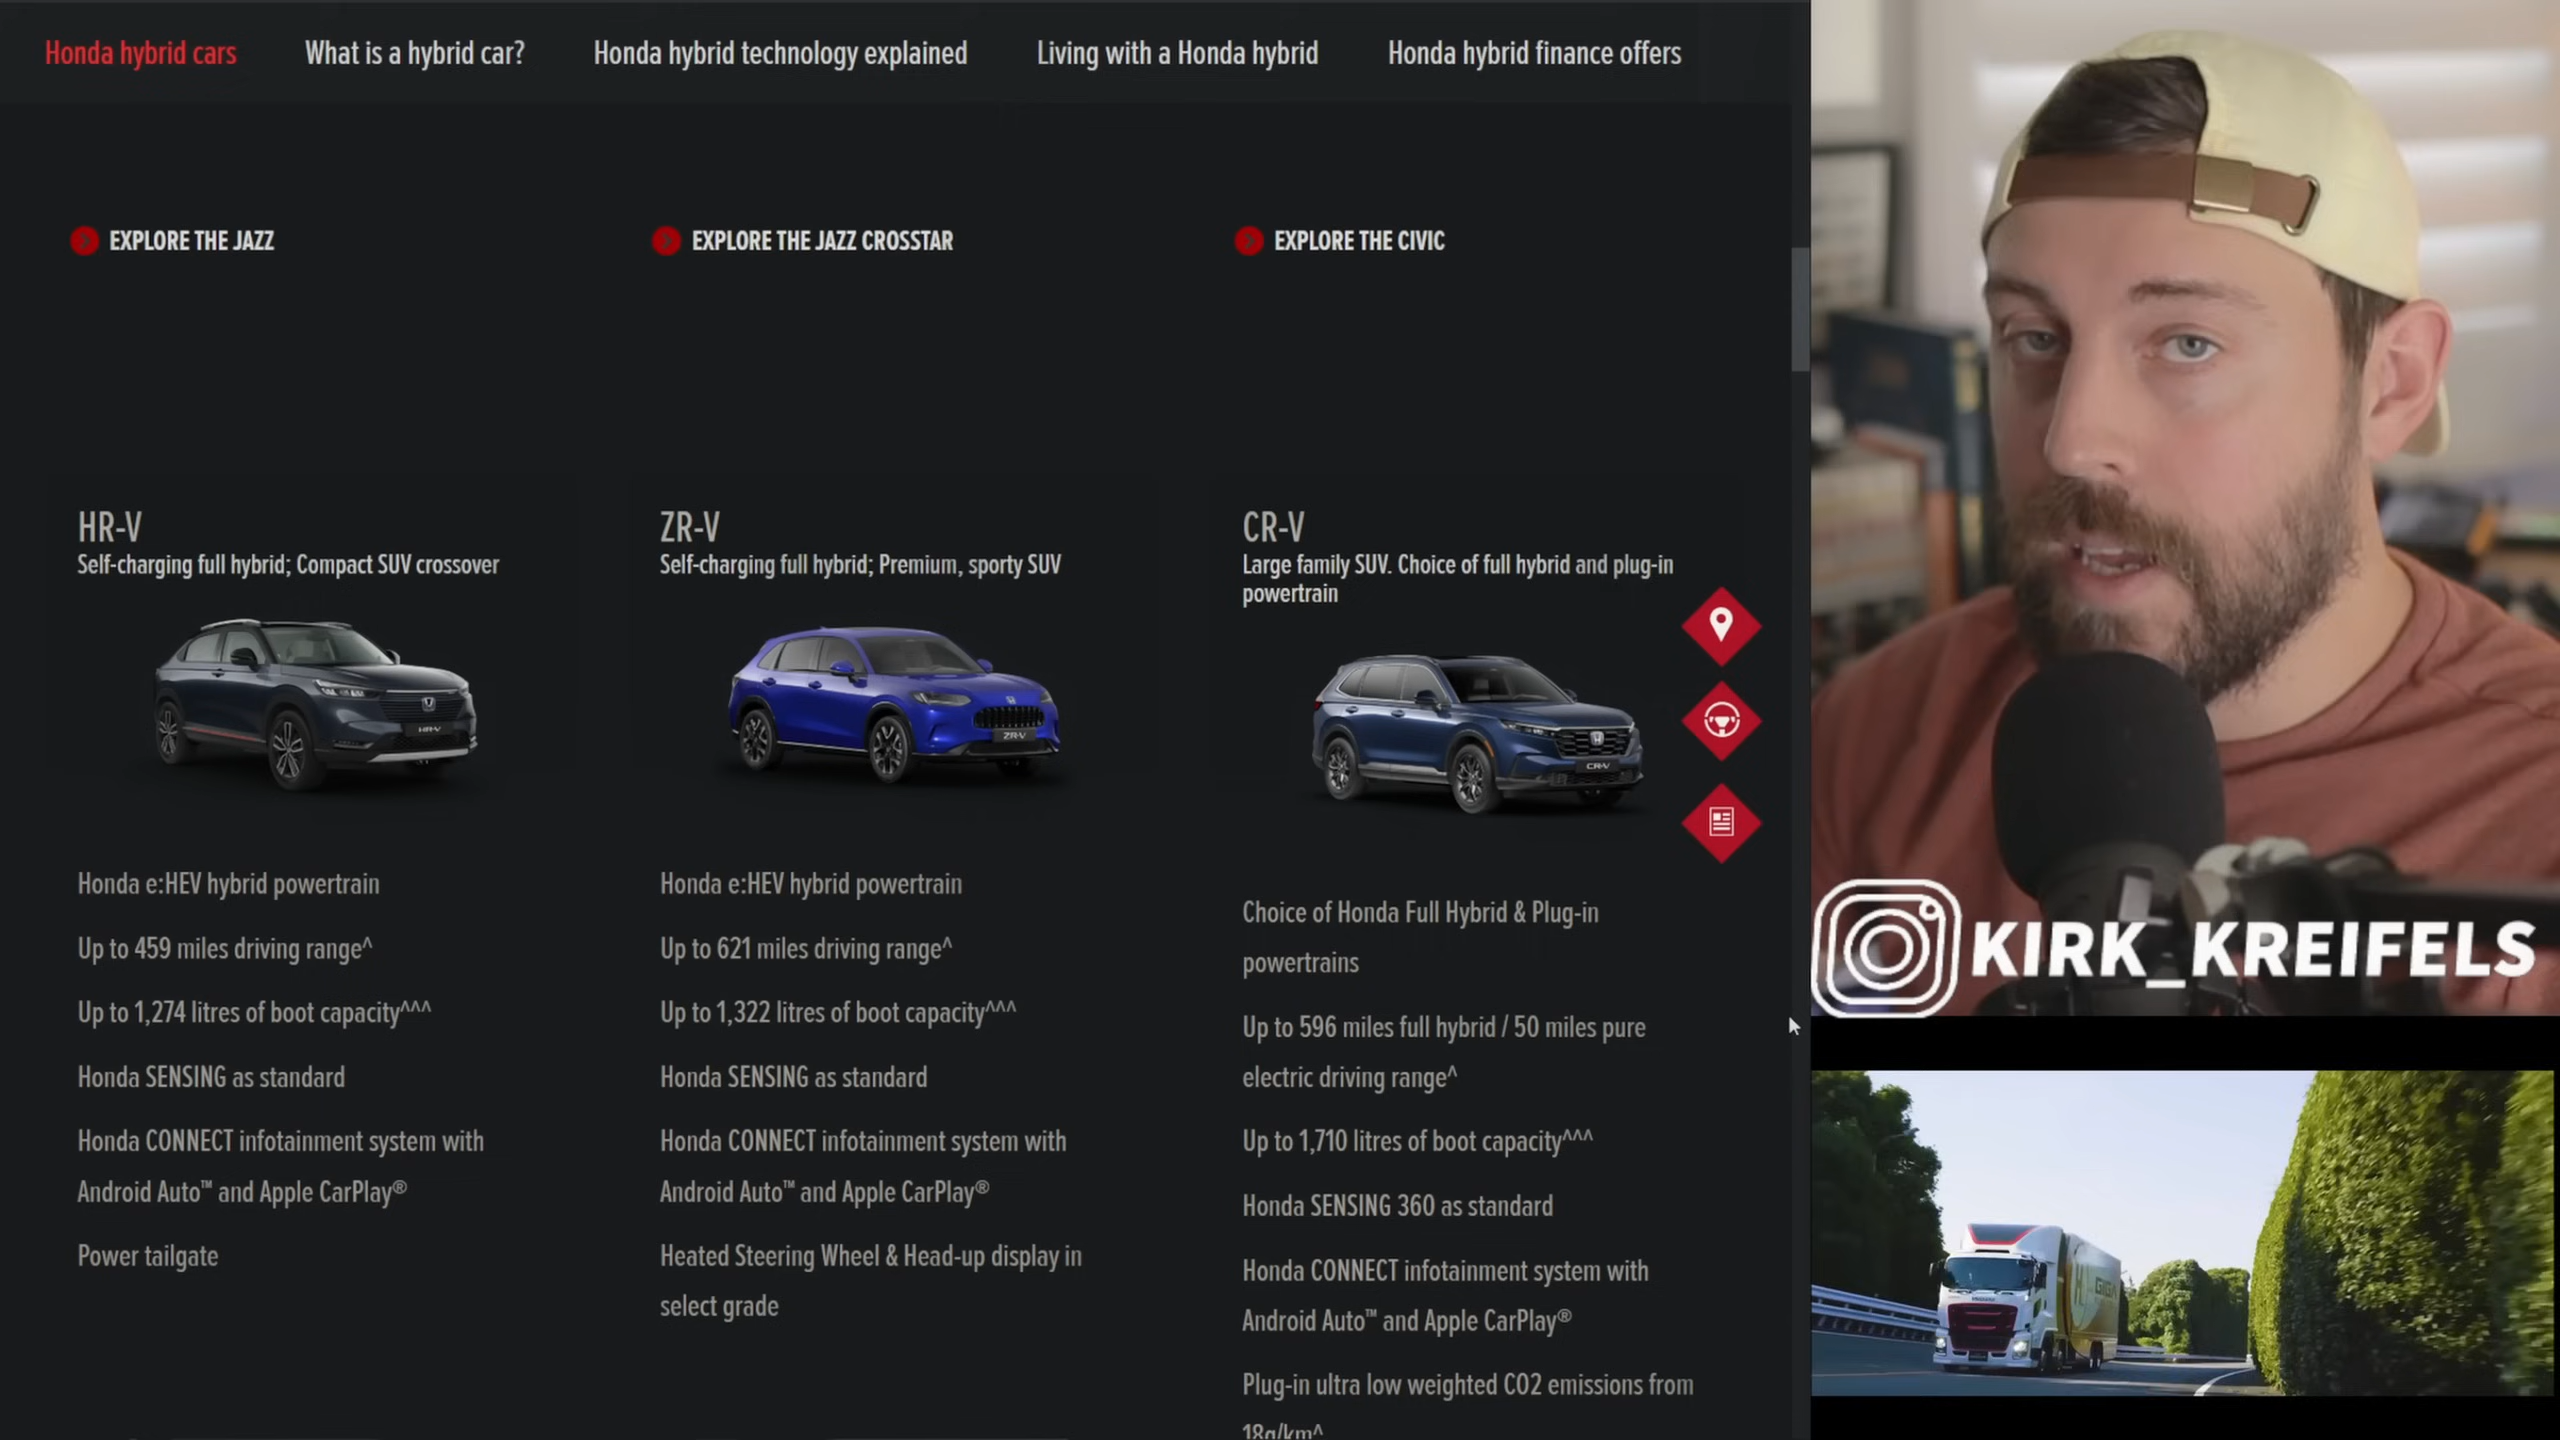 Honda hybrid cars
What is a hybrid car?
Honda hybrid technology explained
Living with a Honda hybrid
Honda hybrid finance offers
EXPLORE THE JAZZ
EXPLORE THE JAZZ CROSSTAR
EXPLORE THE CIVIC
HR-V
Self-charging full hybrid; Compact SUV crossover
HR-V
Honda e:HEV hybrid powertrain
Up to 459 miles driving range^
Up to 1,274 litres of boot capacity^^^
Honda SENSING as standard
Honda CONNECT infotainment system with
Android Auto™ and Apple CarPlay®
Power tailgate
ZR-V
Self-charging full hybrid; Premium, sporty SUV
ZR-V
Honda e:HEV hybrid powertrain
Up to 621 miles driving range^
Up to 1,322 litres of boot capacity^^^
Honda SENSING as standard
Honda CONNECT infotainment system with
Android Auto™ and Apple CarPlay®
Heated Steering Wheel & Head-up display in
select grade
CR-V
Large family SUV. Choice of full hybrid and plug-in
powertrain
CR-V
Choice of Honda Full Hybrid & Plug-in
powertrains
Up to 596 miles full hybrid / 50 miles pure
electric driving range^
Up to 1,710 litres of boot capacity^^^
Honda SENSING 360 as standard
Honda CONNECT infotainment system with
Android Auto™ and Apple CarPlay®
Plug-in ultra low weighted CO2 emissions from
18g/km^
KIRK_KREIFELS